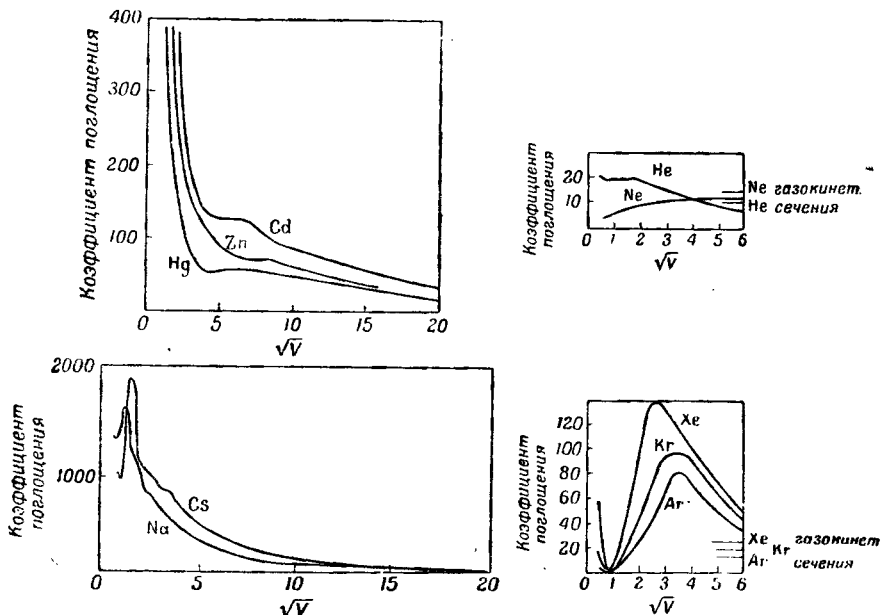 Коэффициент поглощения
400
300
200
100
0
5
10
15
20
√V
Cd
Zn
Hg
Коэффициент
поглощения
20
10
He
Ne
1
2
3
4
5
6
√V
Ne газокинет.
He сечения
Коэффициент
поглощения
2000
1000
0
5
10
15
20
√V
Cs
Na
Коэффициент
поглощения
120
100
80
60
40
20
0
1
2
3
4
5
6
√V
Xe
Kr
Ar
Xe газокинет
Kr
Ar сечения